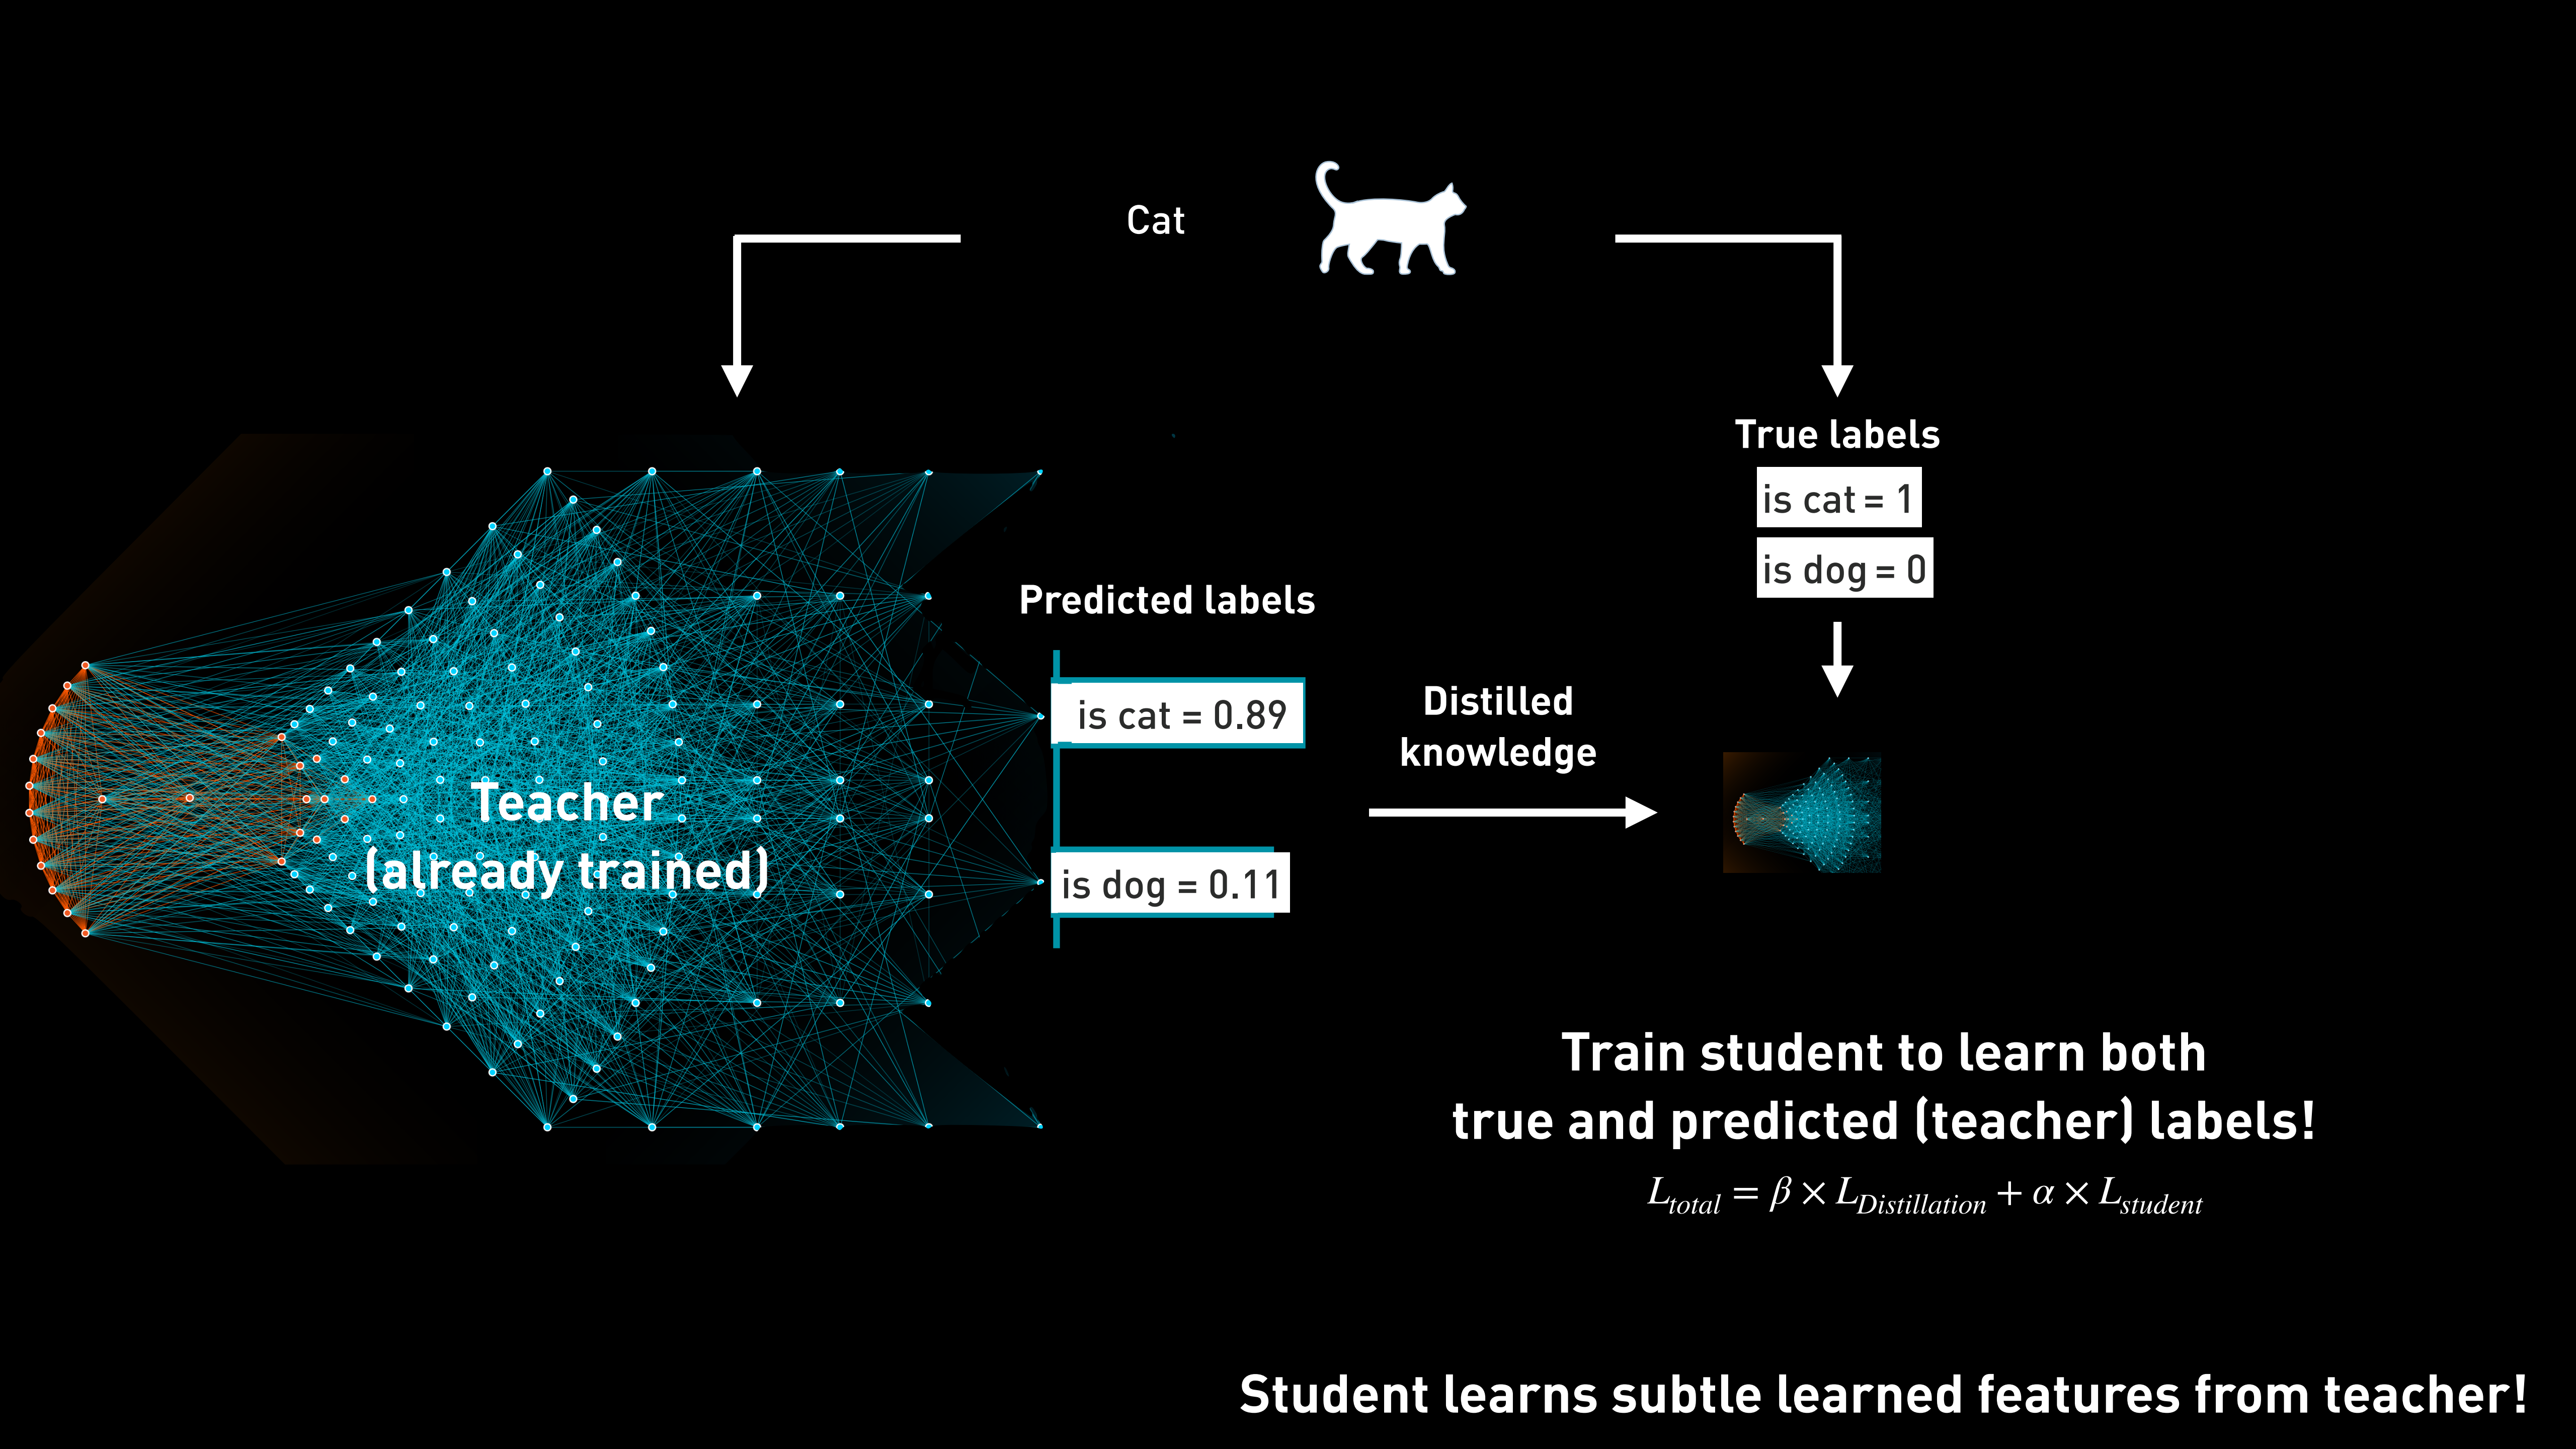 Cat
True labels
is cat = 1
is dog = 0
Predicted labels
is cat = 0.89
is dog = 0.11
Teacher
(already trained)
Distilled
knowledge
Train student to learn both
true and predicted (teacher) labels!
L_total = β × L_Distillation + α × L_student
Student learns subtle learned features from teacher!